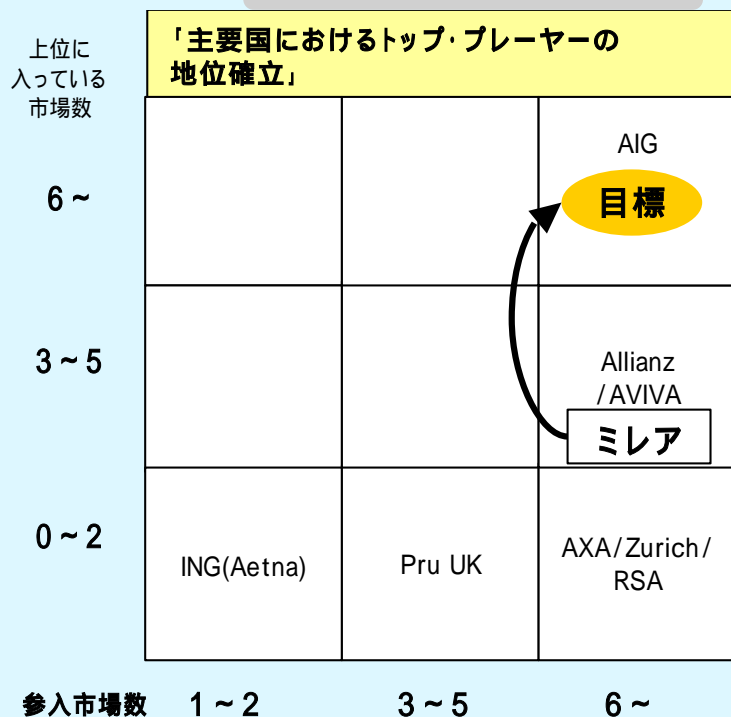 「主要国におけるトップ・プレーヤーの
地位確立」
上位に
入っている
市場数
6～
AIG
目標
3～5
Allianz
/AVIVA
ミレア
0～2
ING(Aetna)
Pru UK
AXA/Zurich/
RSA
参入市場数 1～2 3～5 6～